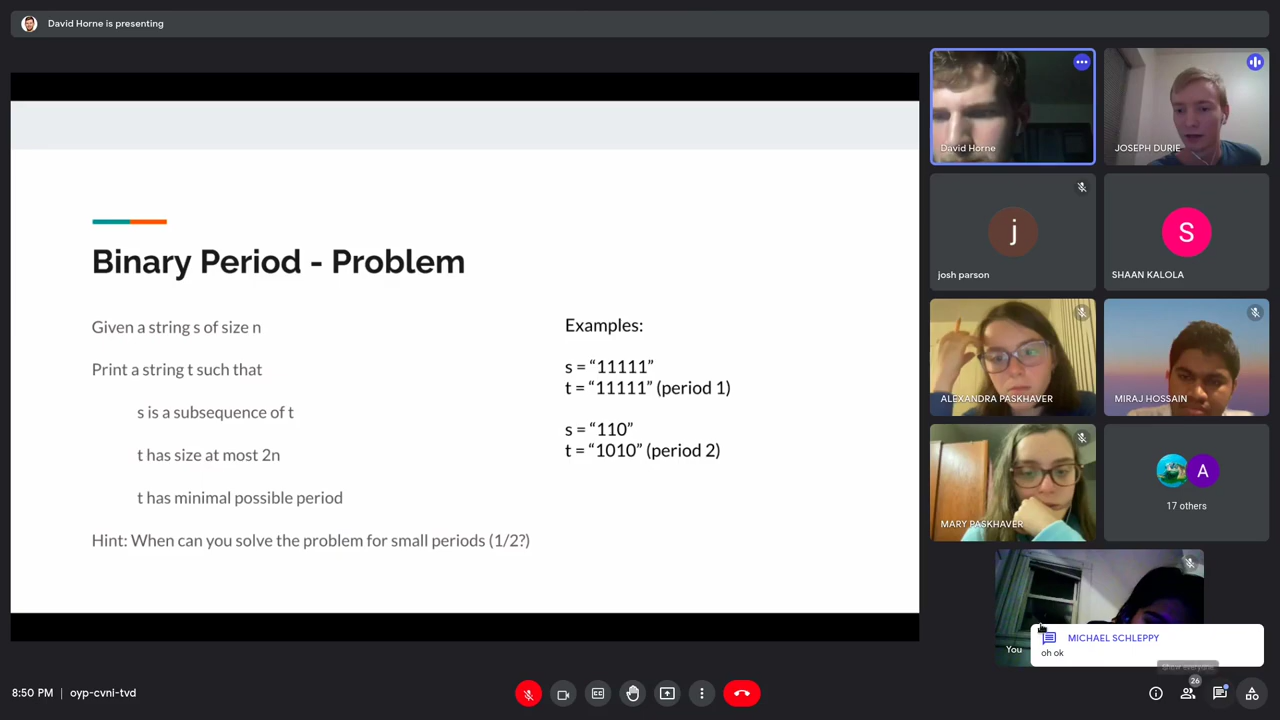 David Horne is presenting
Binary Period - Problem
Given a string s of size n
Print a string t such that
s is a subsequence of t
t has size at most 2n
t has minimal possible period
Hint: When can you solve the problem for small periods (1/2?)
Examples:
s = “11111”
t = “11111” (period 1)
s = “110”
t = “1010” (period 2)
David Horne
JOSEPH DURIE
j
josh parson
S
SHAAN KALOLA
ALEXANDRA PASKHAVER
MIRAJ HOSSAIN
MARY PASKHAVER
A
17 others
You
MICHAEL SCHLEPPY
oh ok
Show everyone
8:50 PM | oyp-cvni-tvd
26